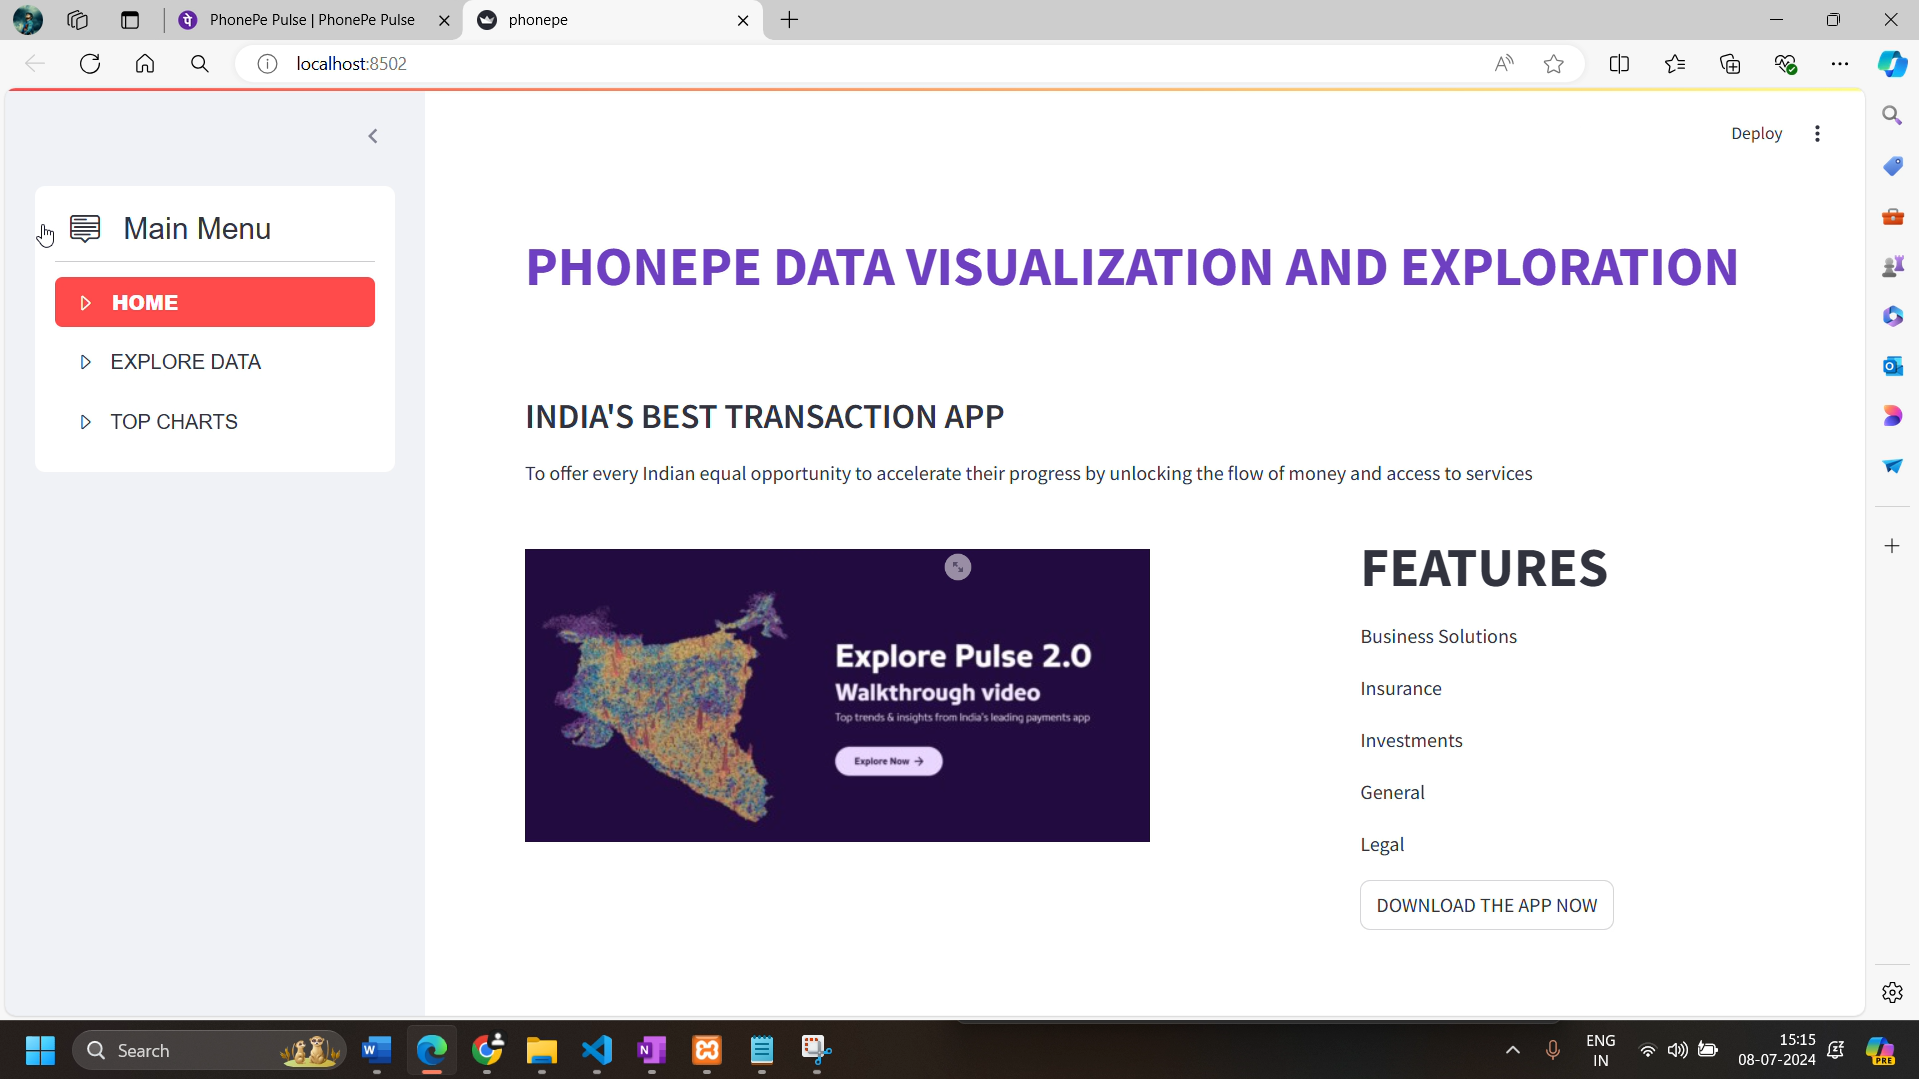 PhonePe Pulse | PhonePe Pulse
phonepe
localhost:8502
Deploy
Main Menu
HOME
EXPLORE DATA
TOP CHARTS
PHONEPE DATA VISUALIZATION AND EXPLORATION
INDIA'S BEST TRANSACTION APP
To offer every Indian equal opportunity to accelerate their progress by unlocking the flow of money and access to services
Explore Pulse 2.0
Walkthrough video
Top trends & insights from India's leading payments app
Explore Now →
FEATURES
Business Solutions
Insurance
Investments
General
Legal
DOWNLOAD THE APP NOW
Search
ENG
IN
15:15
08-07-2024
PRE